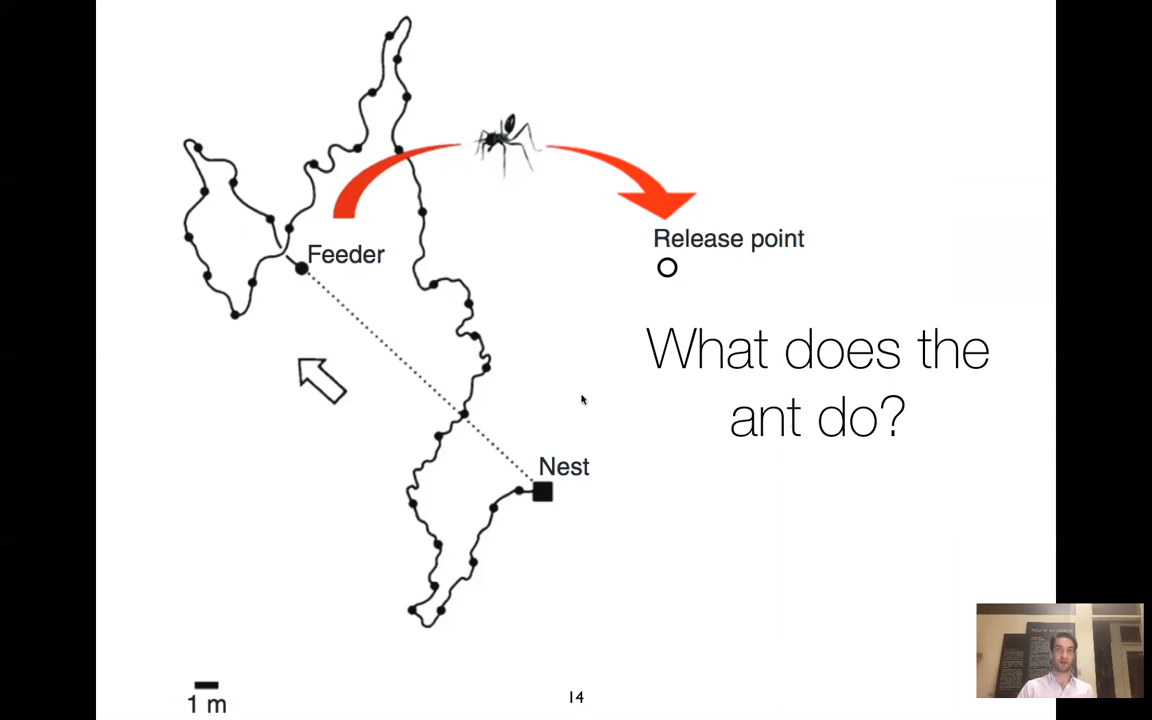 Feeder
Release point
What does the
ant do?
Nest
1 m
14